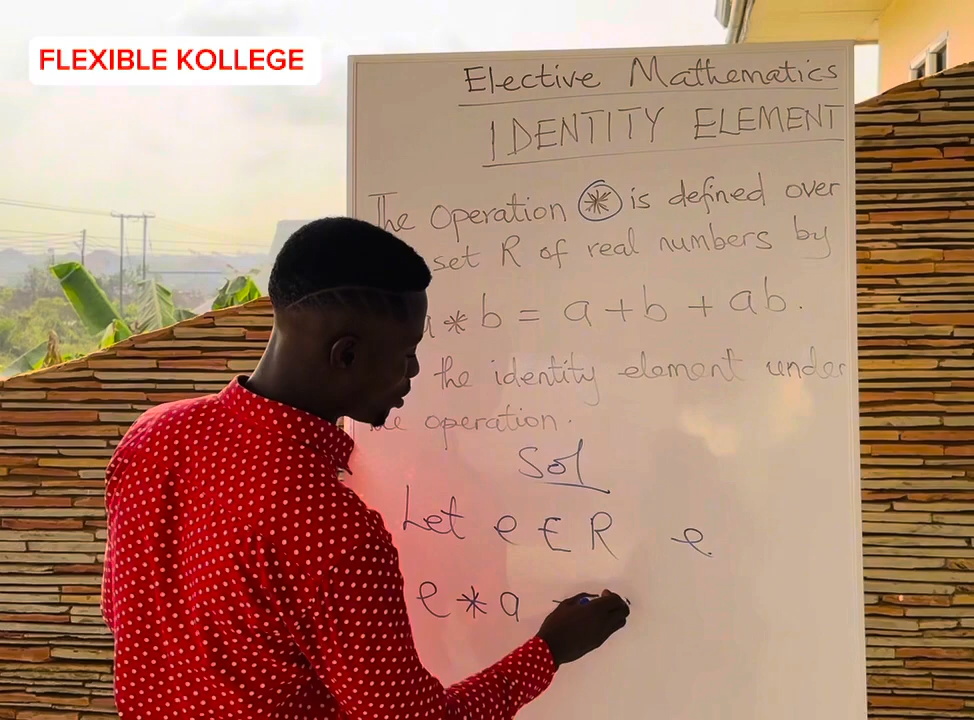 FLEXIBLE KOLLEGE
Elective Mathematics
IDENTITY ELEMENT
The operation ⊛ is defined over
set R of real numbers by
* b = a + b + ab.
the identity element under
operation.
Sol
Let e ∈ R e
e * a